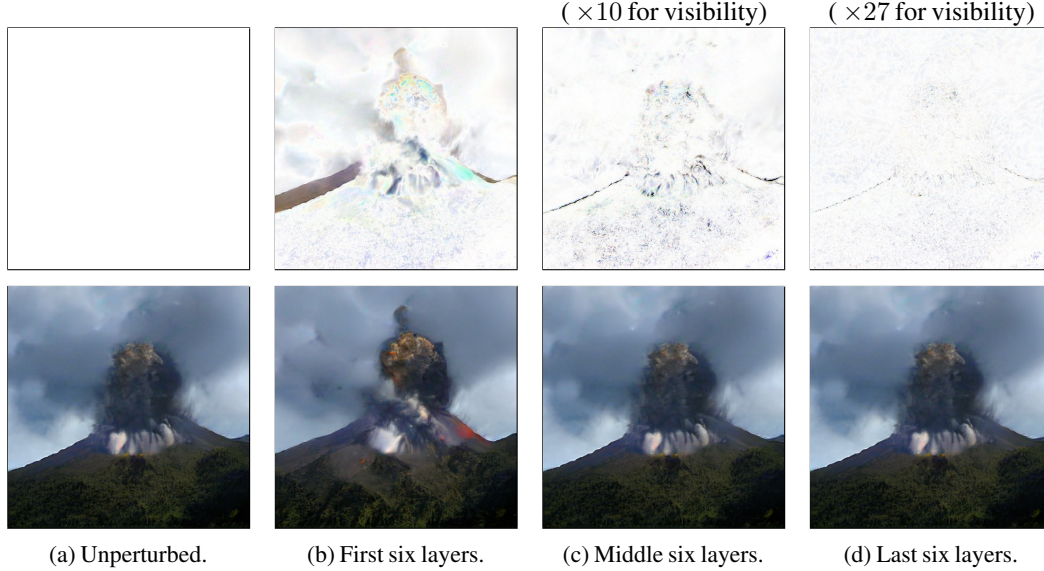 ( ×10 for visibility)
( ×27 for visibility)
(a) Unperturbed.
(b) First six layers.
(c) Middle six layers.
(d) Last six layers.